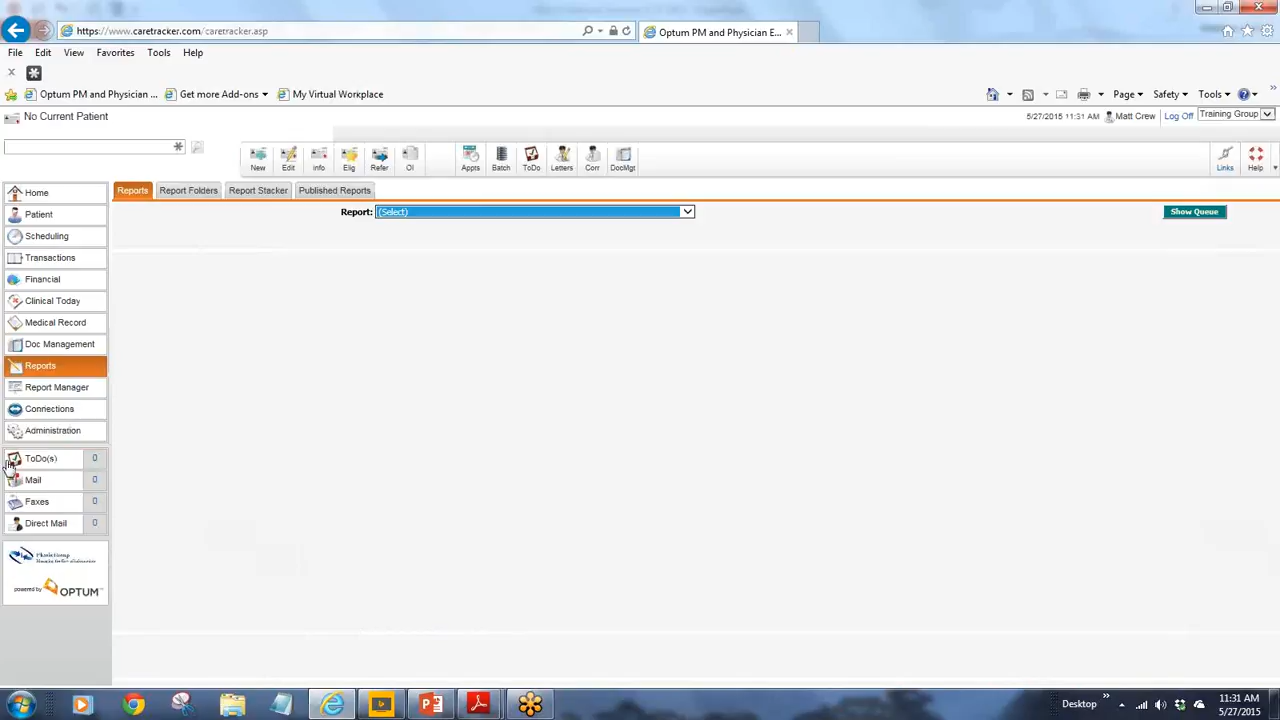 https://www.caretracker.com/caretracker.asp
Optum PM and Physician E...
File Edit View Favorites Tools Help
Optum PM and Physician ... Get more Add-ons My Virtual Workplace
Page Safety Tools
No Current Patient
5/27/2015 11:31 AM Matt Crew Log Off Training Group
New Edit Info Elig Refer OI Appts Batch ToDo Letters Corr DocMgt Links Help
Home
Reports Report Folders Report Stacker Published Reports
Report: (Select) Show Queue
Patient
Scheduling
Transactions
Financial
Clinical Today
Medical Record
Doc Management
Reports
Report Manager
Connections
Administration
ToDo(s) 0
Mail 0
Faxes 0
Direct Mail 0
powered by OPTUM
Desktop
11:31 AM
5/27/2015